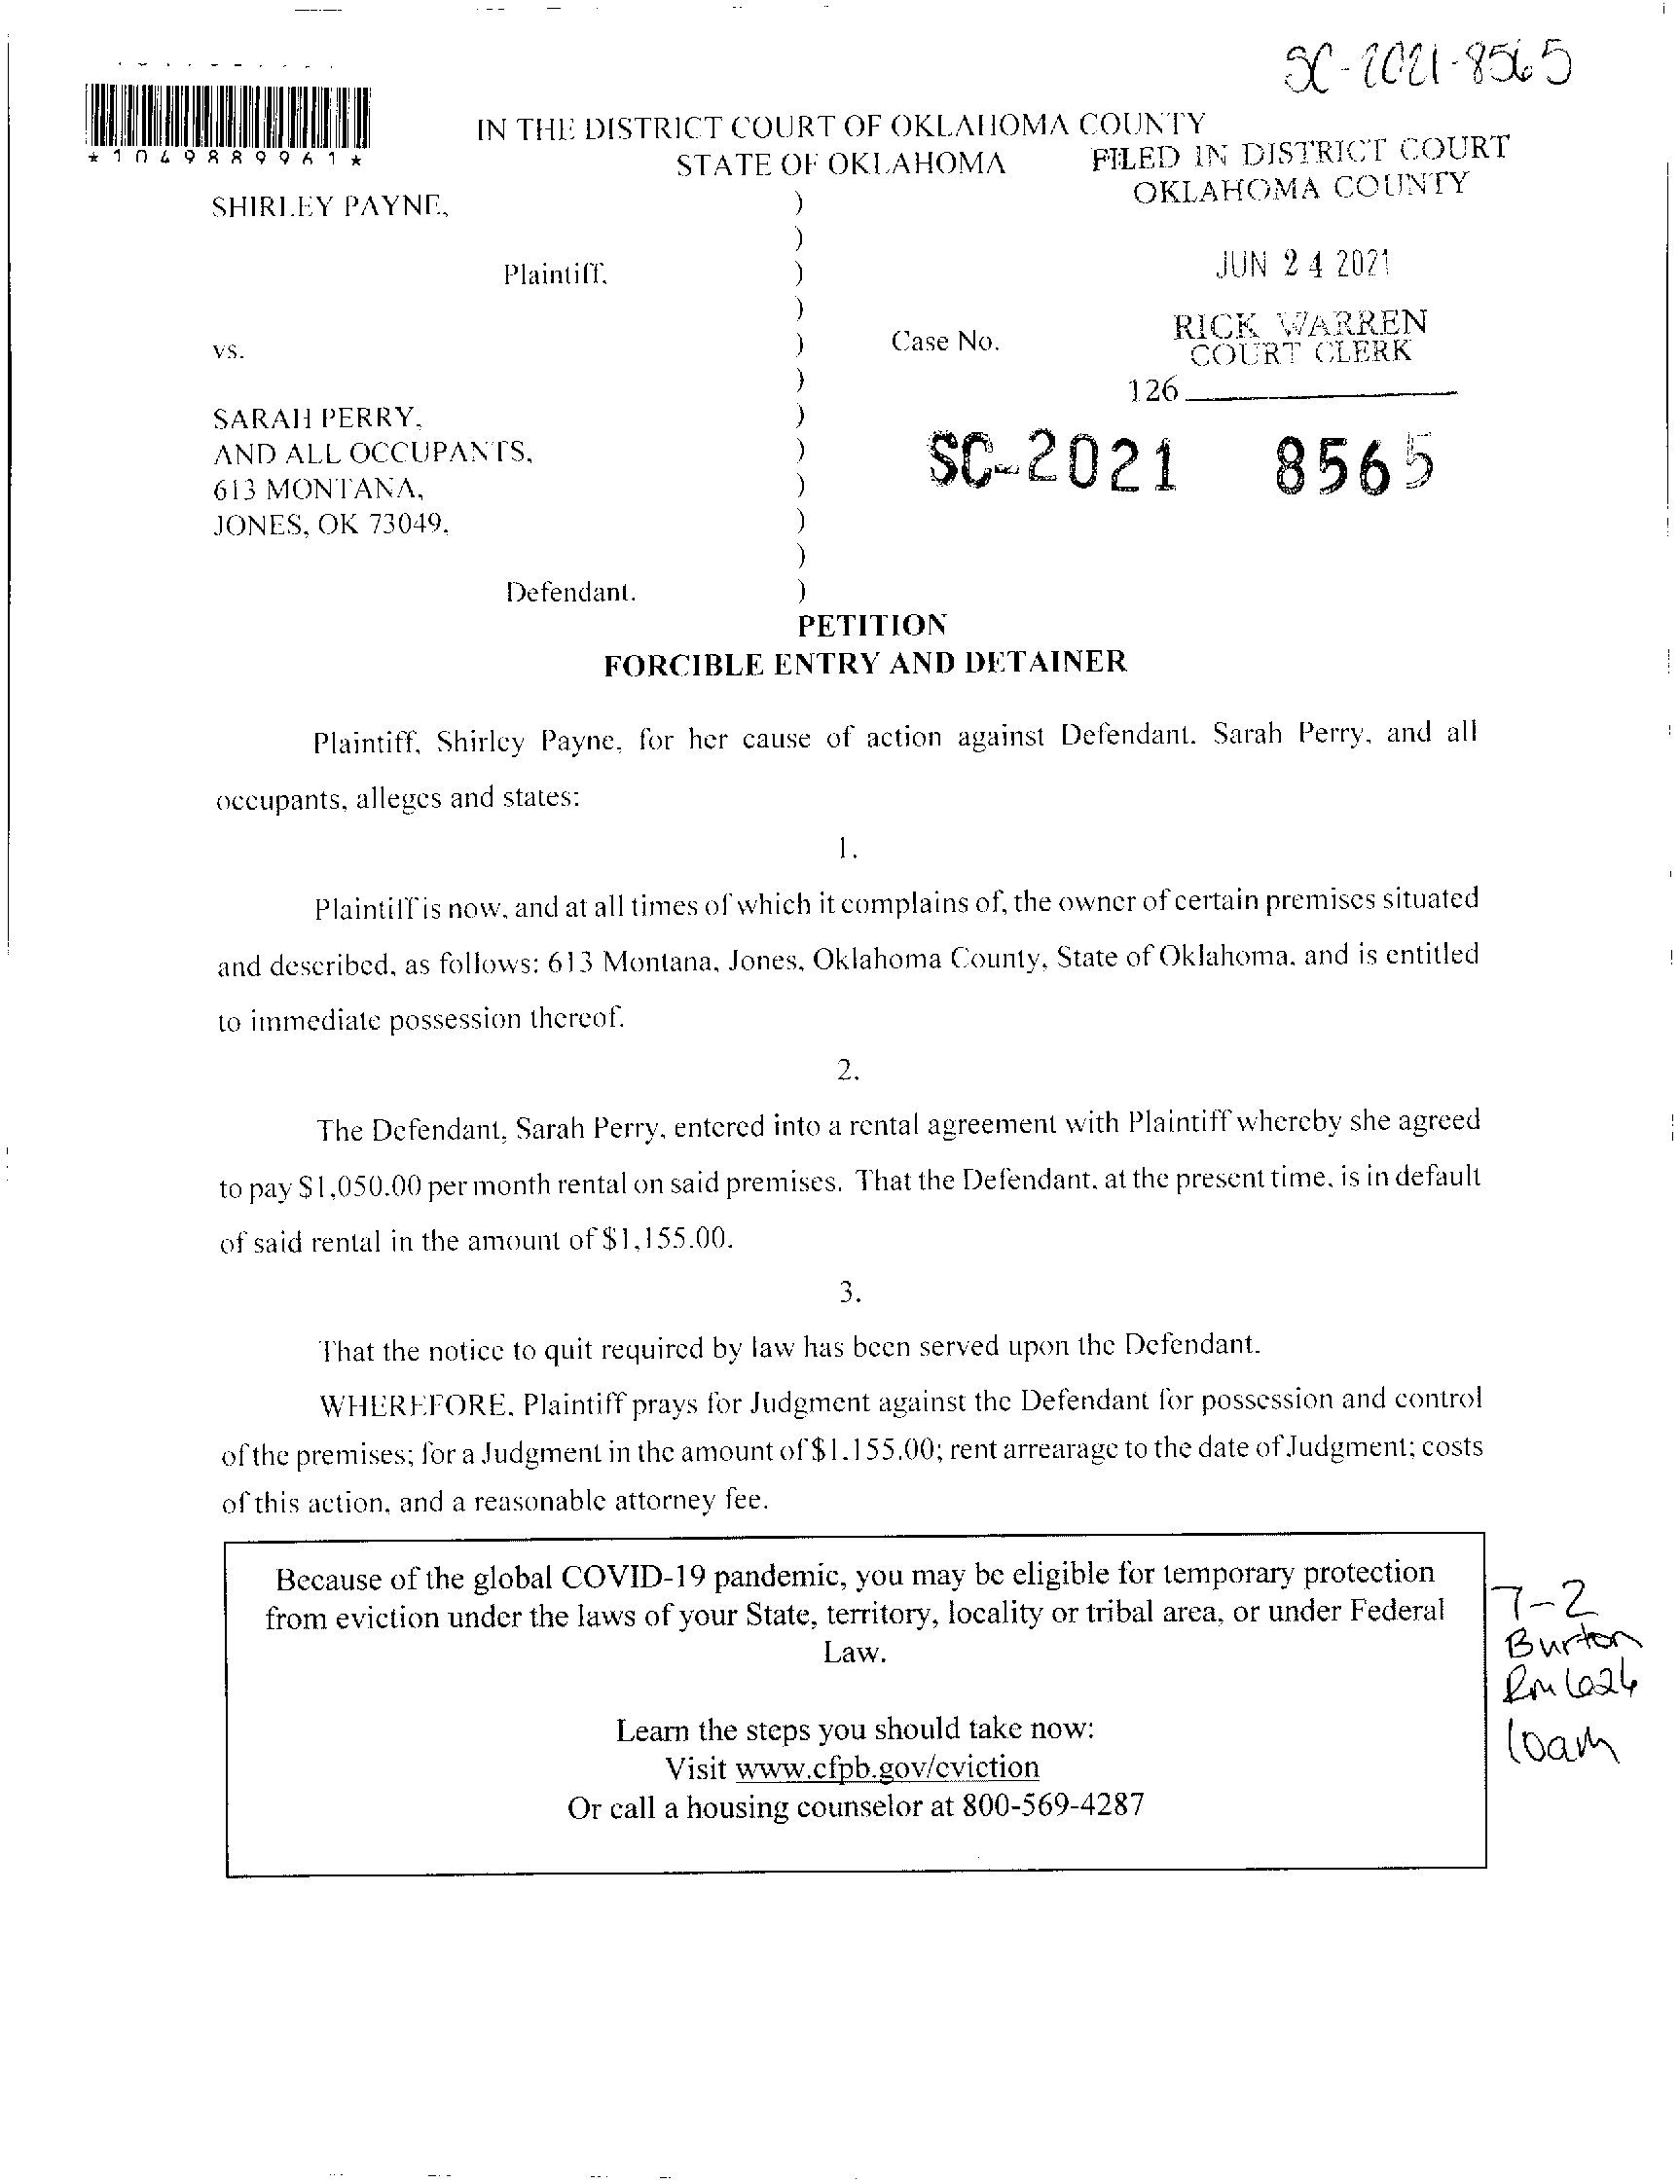 SC-2021-8565
*1049889961*
IN THE DISTRICT COURT OF OKLAHOMA COUNTY
STATE OF OKLAHOMA
FILED IN DISTRICT COURT
OKLAHOMA COUNTY
SHIRLEY PAYNE, )
)
Plaintiff, )
JUN 24 2021
)
vs. ) Case No.
RICK WARREN
COURT CLERK
)
126
SARAH PERRY, )
AND ALL OCCUPANTS, )
SC-2021 8565
613 MONTANA, )
JONES, OK 73049, )
)
Defendant. )
PETITION
FORCIBLE ENTRY AND DETAINER
Plaintiff, Shirley Payne, for her cause of action against Defendant. Sarah Perry, and all
occupants, alleges and states:
1.
Plaintiff is now, and at all times of which it complains of, the owner of certain premises situated
and described, as follows: 613 Montana, Jones, Oklahoma County, State of Oklahoma, and is entitled
to immediate possession thereof.
2.
The Defendant, Sarah Perry, entered into a rental agreement with Plaintiff whereby she agreed
to pay $1,050.00 per month rental on said premises. That the Defendant, at the present time, is in default
of said rental in the amount of $1,155.00.
3.
That the notice to quit required by law has been served upon the Defendant.
WHEREFORE, Plaintiff prays for Judgment against the Defendant for possession and control
of the premises; for a Judgment in the amount of $1.155.00; rent arrearage to the date of Judgment; costs
of this action, and a reasonable attorney fee.
Because of the global COVID-19 pandemic, you may be eligible for temporary protection
from eviction under the laws of your State, territory, locality or tribal area, or under Federal
Law.
Learn the steps you should take now:
Visit www.cfpb.gov/eviction
Or call a housing counselor at 800-569-4287
7-2
Burton
Rm 626
10am